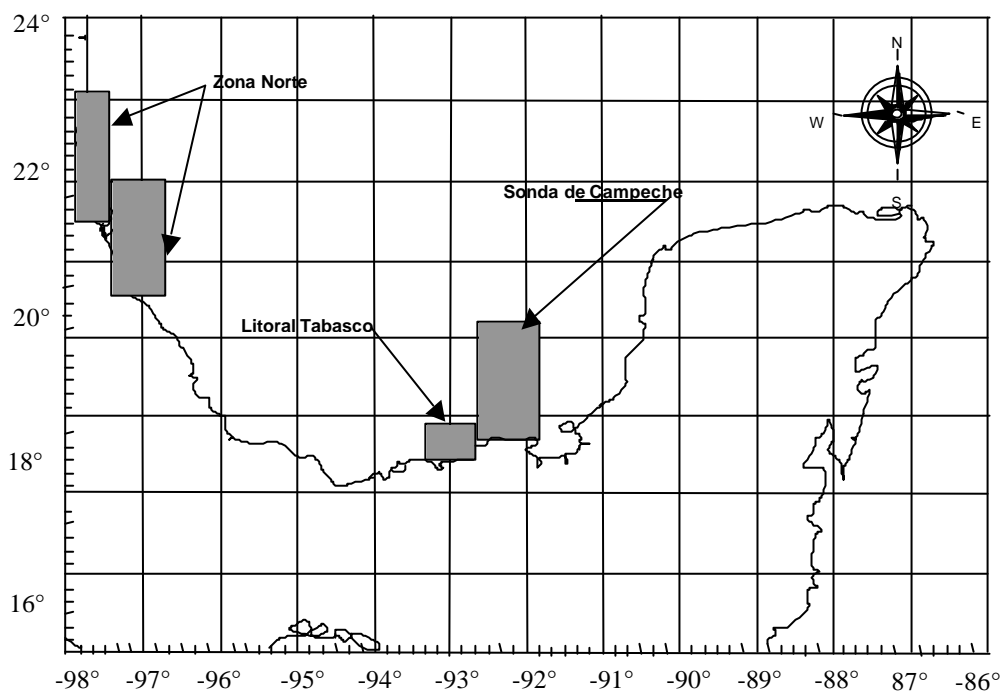 24°
Zona Norte
N
W
E
22°
Sonda de Campeche
S
20°
Litoral Tabasco
18°
16°
-98° -97° -96° -95° -94° -93° -92° -91° -90° -89° -88° 87° -86°